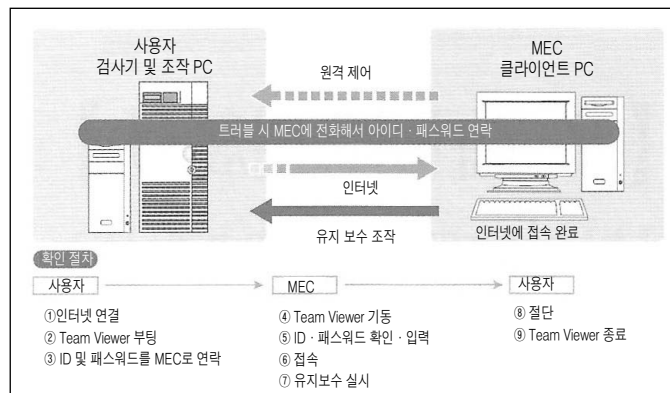 사용자
검사기 및 조작 PC
MEC
클라이언트 PC
원격 제어
트러블 시 MEC에 전화해서 아이디 · 패스워드 연락
인터넷
유지 보수 조작
인터넷에 접속 완료
확인 절차
사용자
MEC
사용자
①인터넷 연결
② Team Viewer 부팅
③ ID 및 패스워드를 MEC로 연락
④ Team Viewer 기동
⑤ ID · 패스워드 확인 · 입력
⑥ 접속
⑦ 유지보수 실시
⑧ 절단
⑨ Team Viewer 종료